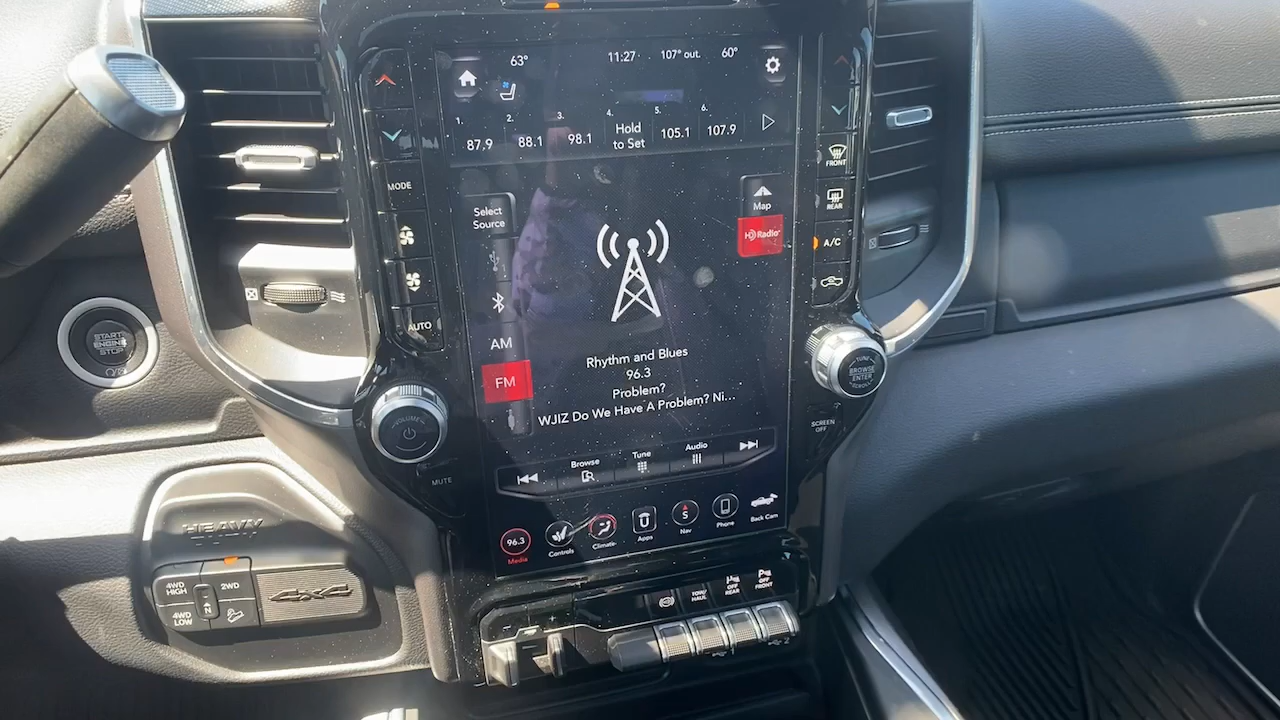 63°
11:27
107° out.
60°
1.
2.
3.
4.
5.
6.
87.9
88.1
98.1
Hold
to Set
105.1
107.9
MODE
AUTO
Select
Source
AM
FM
Map
HD Radio
Rhythm and Blues
96.3
Problem?
WJIZ Do We Have A Problem? Ni...
Browse
Tune
Audio
96.3
Media
Controls
Climate
Apps
S
Nav
Phone
Back Cam
FRONT
REAR
A/C
TUNE
BROWSE
ENTER
SCROLL
SCREEN
OFF
VOLUME
MUTE
START
ENGINE
STOP
HEAVY
DUTY
4WD
HIGH
2WD
N
4WD
LOW
4x4
TOW/
HAUL
OFF
REAR
OFF
FRONT